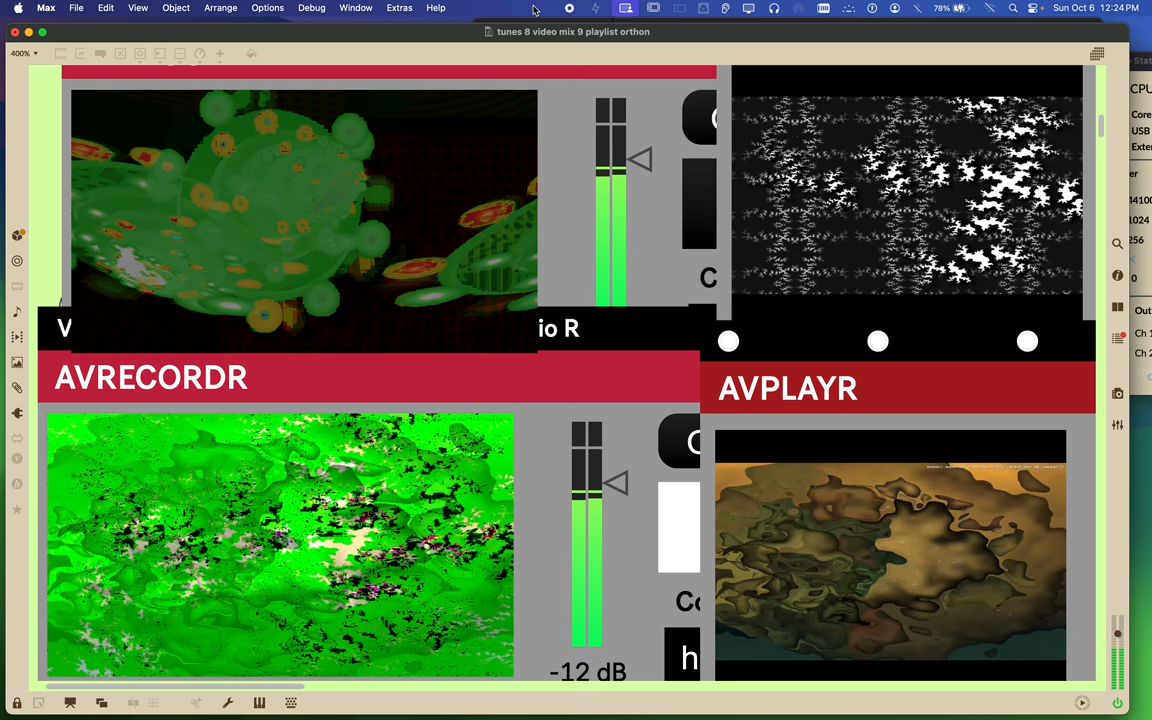 Max File Edit View Object Arrange Options Debug Window Extras Help 78% Sun Oct 6 12:24 PM
tunes 8 video mix 9 playlist orthon
Stat
400%
CPU
Core
USB
Exter
er
44100
1024
256
0
C
Out
Ch 1
Ch 2
V
io R
AVRECORDR
AVPLAYR
C
Co
h
-12 dB